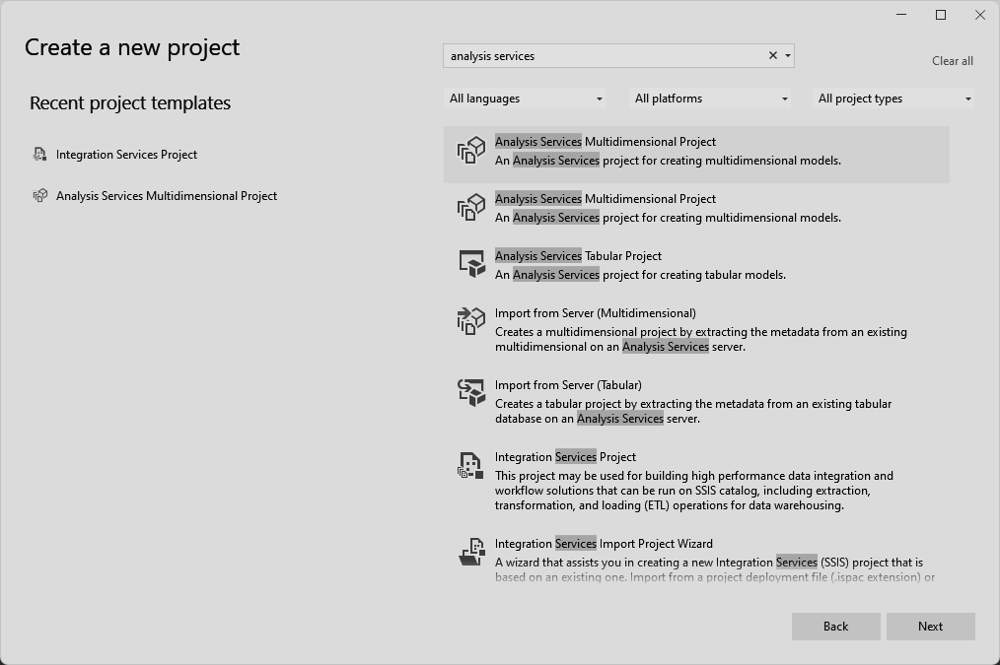 Create a new project
Recent project templates
Integration Services Project
Analysis Services Multidimensional Project
analysis services
Clear all
All languages
All platforms
All project types
Analysis Services Multidimensional Project
An Analysis Services project for creating multidimensional models.
Analysis Services Multidimensional Project
An Analysis Services project for creating multidimensional models.
Analysis Services Tabular Project
An Analysis Services project for creating tabular models.
Import from Server (Multidimensional)
Creates a multidimensional project by extracting the metadata from an existing
multidimensional on an Analysis Services server.
Import from Server (Tabular)
Creates a tabular project by extracting the metadata from an existing tabular
database on an Analysis Services server.
Integration Services Project
This project may be used for building high performance data integration and
workflow solutions that can be run on SSIS catalog, including extraction,
transformation, and loading (ETL) operations for data warehousing.
Integration Services Import Project Wizard
A wizard that assists you in creating a new Integration Services (SSIS) project that is
based on an existing one. Import from a project deployment file (.ispac extension) or
Back
Next